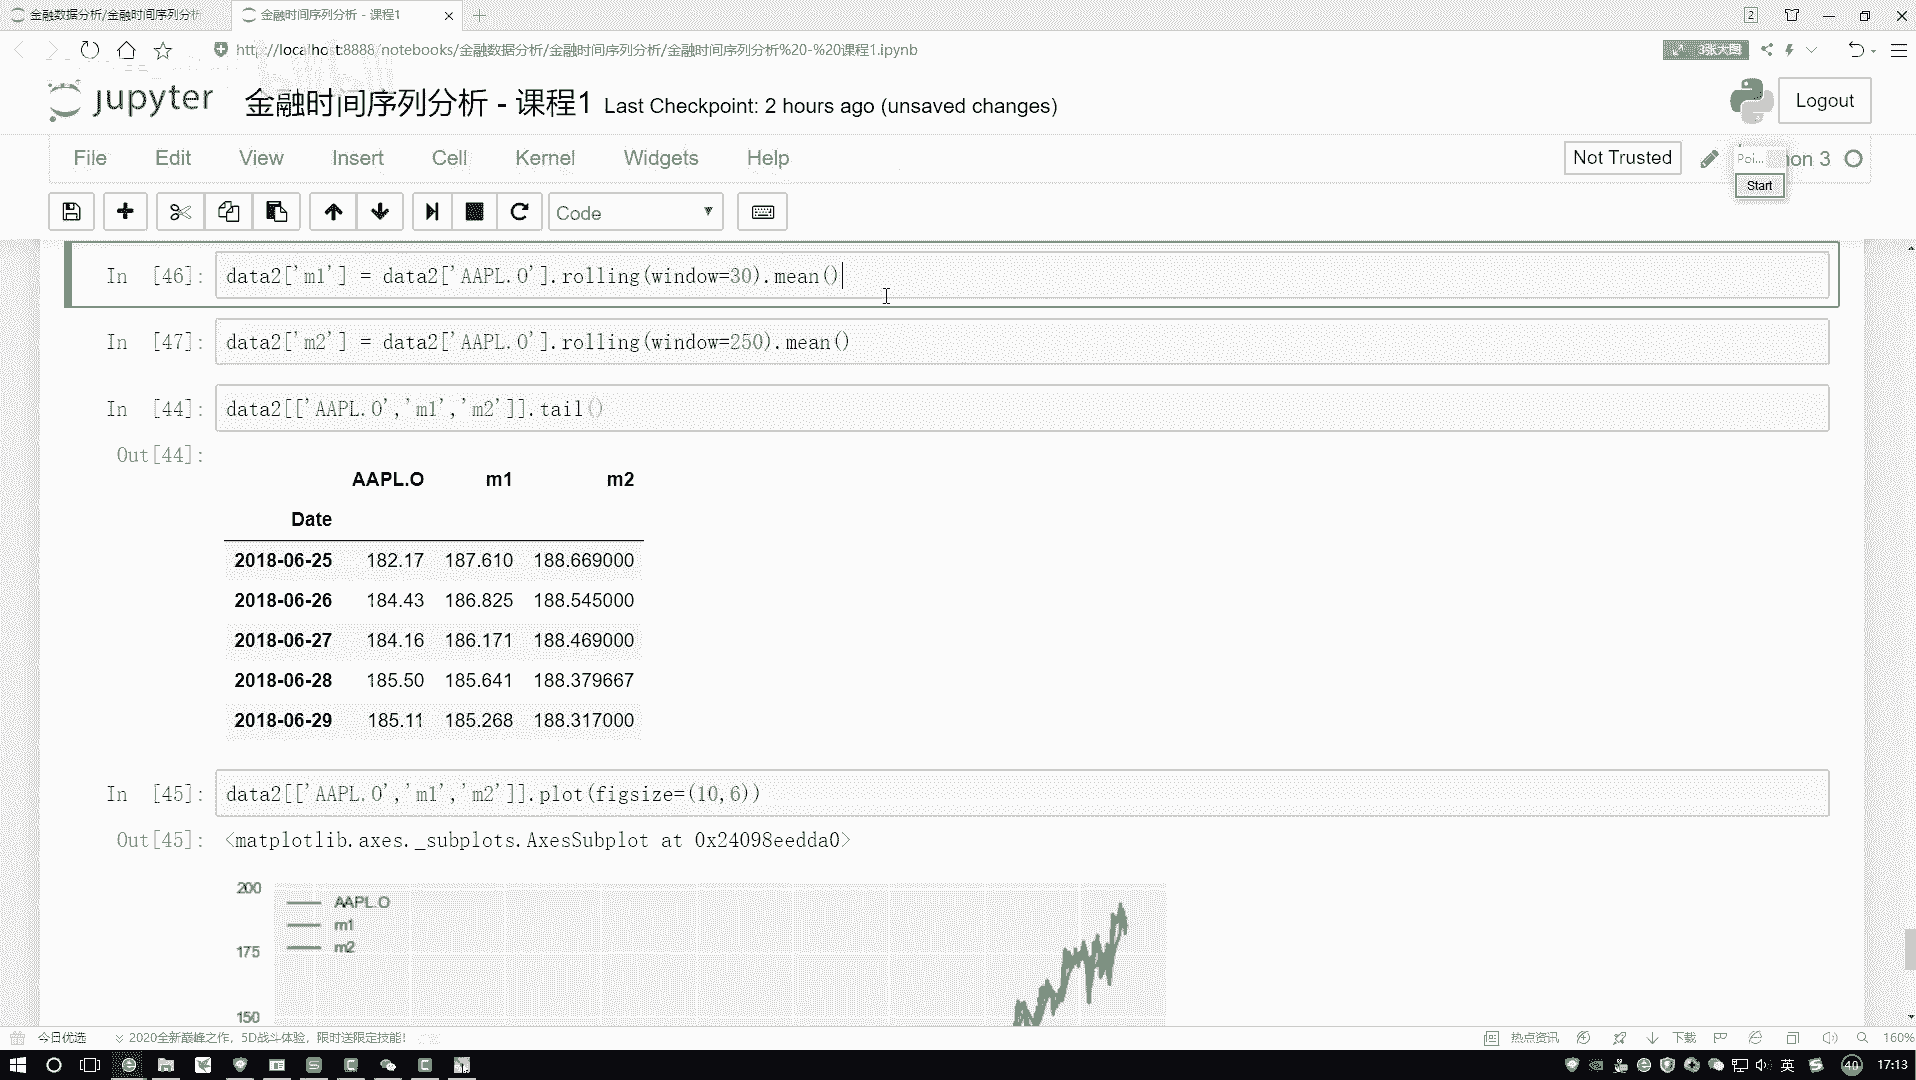 金融数据分析/金融时间序列分析
金融时间序列分析 - 课程1
2
http://localhost:8888/notebooks/金融数据分析/金融时间序列分析/金融时间序列分析%20-%20课程1.ipynb
3张大图
jupyter
金融时间序列分析 - 课程1 Last Checkpoint: 2 hours ago (unsaved changes)
Logout
File Edit View Insert Cell Kernel Widgets Help
Not Trusted
Poi...
on 3
Start
Code
In [46]: data2['m1'] = data2['AAPL.O'].rolling(window=30).mean()
In [47]: data2['m2'] = data2['AAPL.O'].rolling(window=250).mean()
In [44]: data2[['AAPL.O','m1','m2']].tail()
Out[44]:
AAPL.O m1 m2
Date
2018-06-25 182.17 187.610 188.669000
2018-06-26 184.43 186.825 188.545000
2018-06-27 184.16 186.171 188.469000
2018-06-28 185.50 185.641 188.379667
2018-06-29 185.11 185.268 188.317000
In [45]: data2[['AAPL.O','m1','m2']].plot(figsize=(10,6))
Out[45]: <matplotlib.axes._subplots.AxesSubplot at 0x24098eedda0>
200
AAPL.O
m1
m2
175
150
今日优选
2020全新巅峰之作，5D战斗体验，限时送限定技能！
热点资讯
下载
160%
英
40
17:13